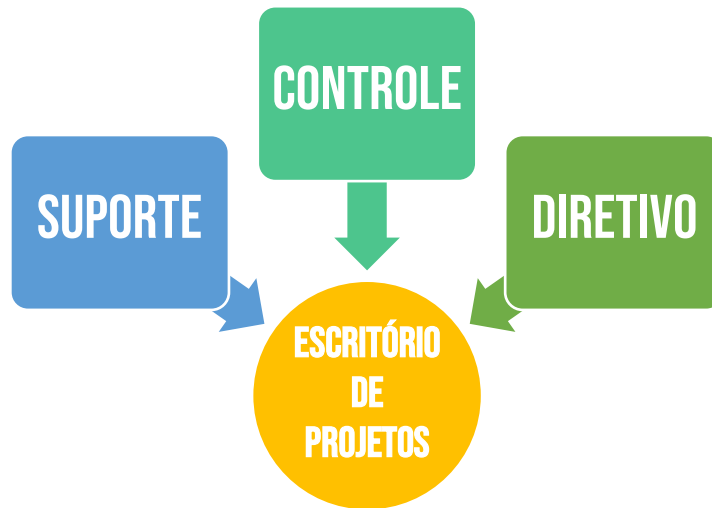 CONTROLE
SUPORTE
DIRETIVO
ESCRITÓRIO
DE
PROJETOS